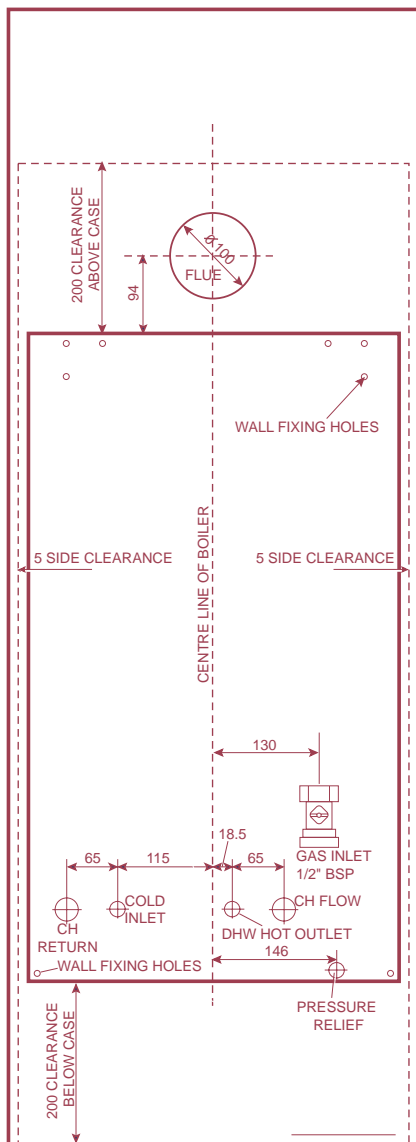 200 CLEARANCE
ABOVE CASE
Ø 100
FLUE
94
WALL FIXING HOLES
CENTRE LINE OF BOILER
5 SIDE CLEARANCE
5 SIDE CLEARANCE
130
18.5
65
115
65
GAS INLET
1/2" BSP
COLD
INLET
CH FLOW
CH
RETURN
DHW HOT OUTLET
146
WALL FIXING HOLES
PRESSURE
RELIEF
200 CLEARANCE
BELOW CASE